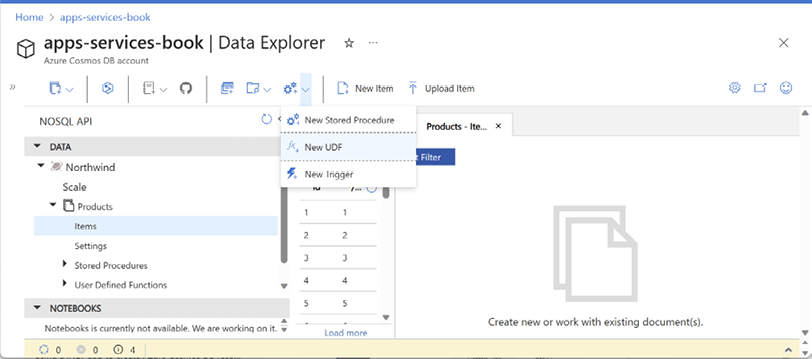 Home > apps-services-book
apps-services-book | Data Explorer
Azure Cosmos DB account
New Item
Upload Item
NOSQL API
New Stored Procedure
New UDF
New Trigger
Products - Ite...
t Filter
DATA
Northwind
Scale
Products
Items
Settings
Stored Procedures
User Defined Functions
id /...
1 1
2 2
3 3
4 4
5 5
Load more
Create new or work with existing document(s).
NOTEBOOKS
Notebooks is currently not available. We are working on it.
0 0 4